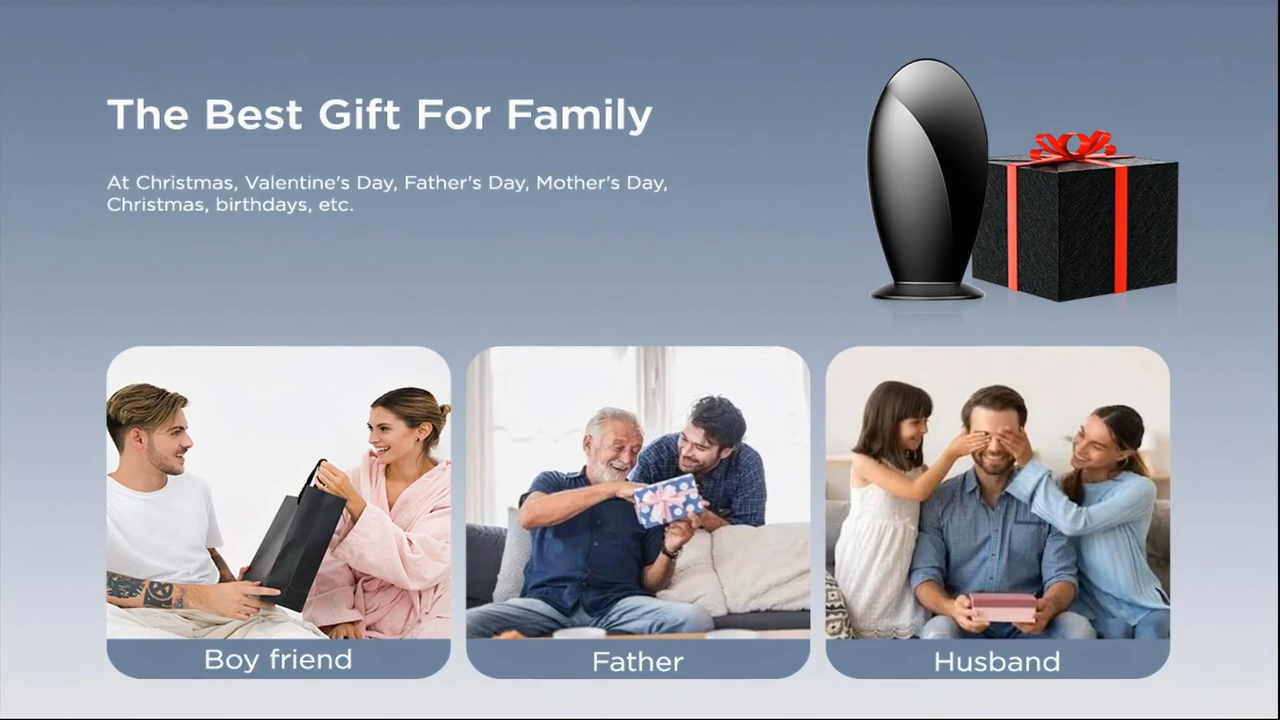 The Best Gift For Family
At Christmas, Valentine's Day, Father's Day, Mother's Day,
Christmas, birthdays, etc.
Boy friend
Father
Husband